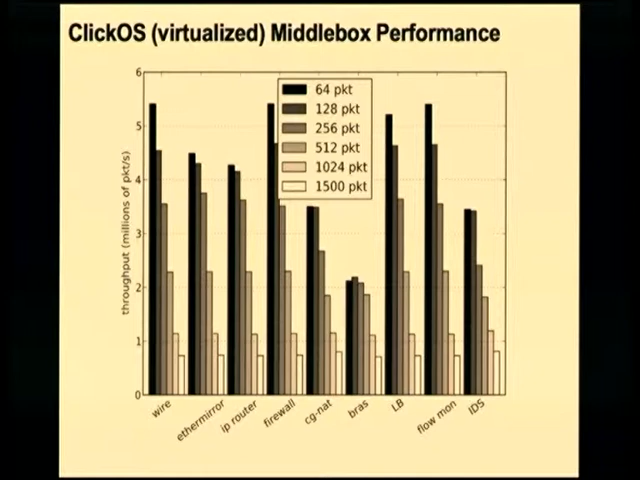 ClickOS (virtualized) Middlebox Performance
6
5
4
3
2
1
0
throughput (millions of pkt/s)
64 pkt
128 pkt
256 pkt
512 pkt
1024 pkt
1500 pkt
wire
ethermirror
ip router
firewall
cg-nat
bras
LB
flow mon
IDS